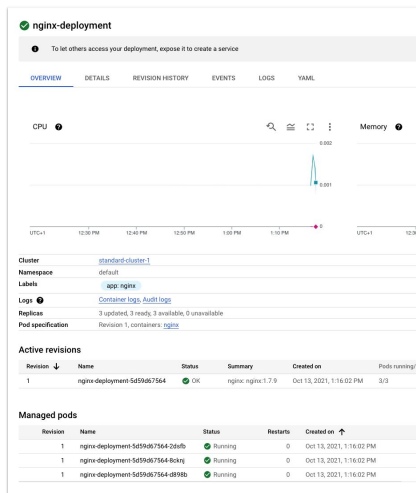 nginx-deployment
To let others access your deployment, expose it to create a service
OVERVIEW DETAILS REVISION HISTORY EVENTS LOGS YAML
CPU Memory
0.002
0.001
0
UTC+1 12:30 PM 12:40 PM 12:50 PM 1:00 PM 1:10 PM UTC+1 12:3
Cluster standard-cluster-1
Namespace default
Labels app: nginx
Logs Container logs, Audit logs
Replicas 3 updated, 3 ready, 3 available, 0 unavailable
Pod specification Revision 1, containers: nginx
Active revisions
Revision Name Status Summary Created on Pods running/
1 nginx-deployment-5d59d67564 OK nginx: nginx:1.7.9 Oct 13, 2021, 1:16:02 PM 3/3
Managed pods
Revision Name Status Restarts Created on
1 nginx-deployment-5d59d67564-2dsfb Running 0 Oct 13, 2021, 1:16:02 PM
1 nginx-deployment-5d59d67564-8cknj Running 0 Oct 13, 2021, 1:16:02 PM
1 nginx-deployment-5d59d67564-d898b Running 0 Oct 13, 2021, 1:16:02 PM